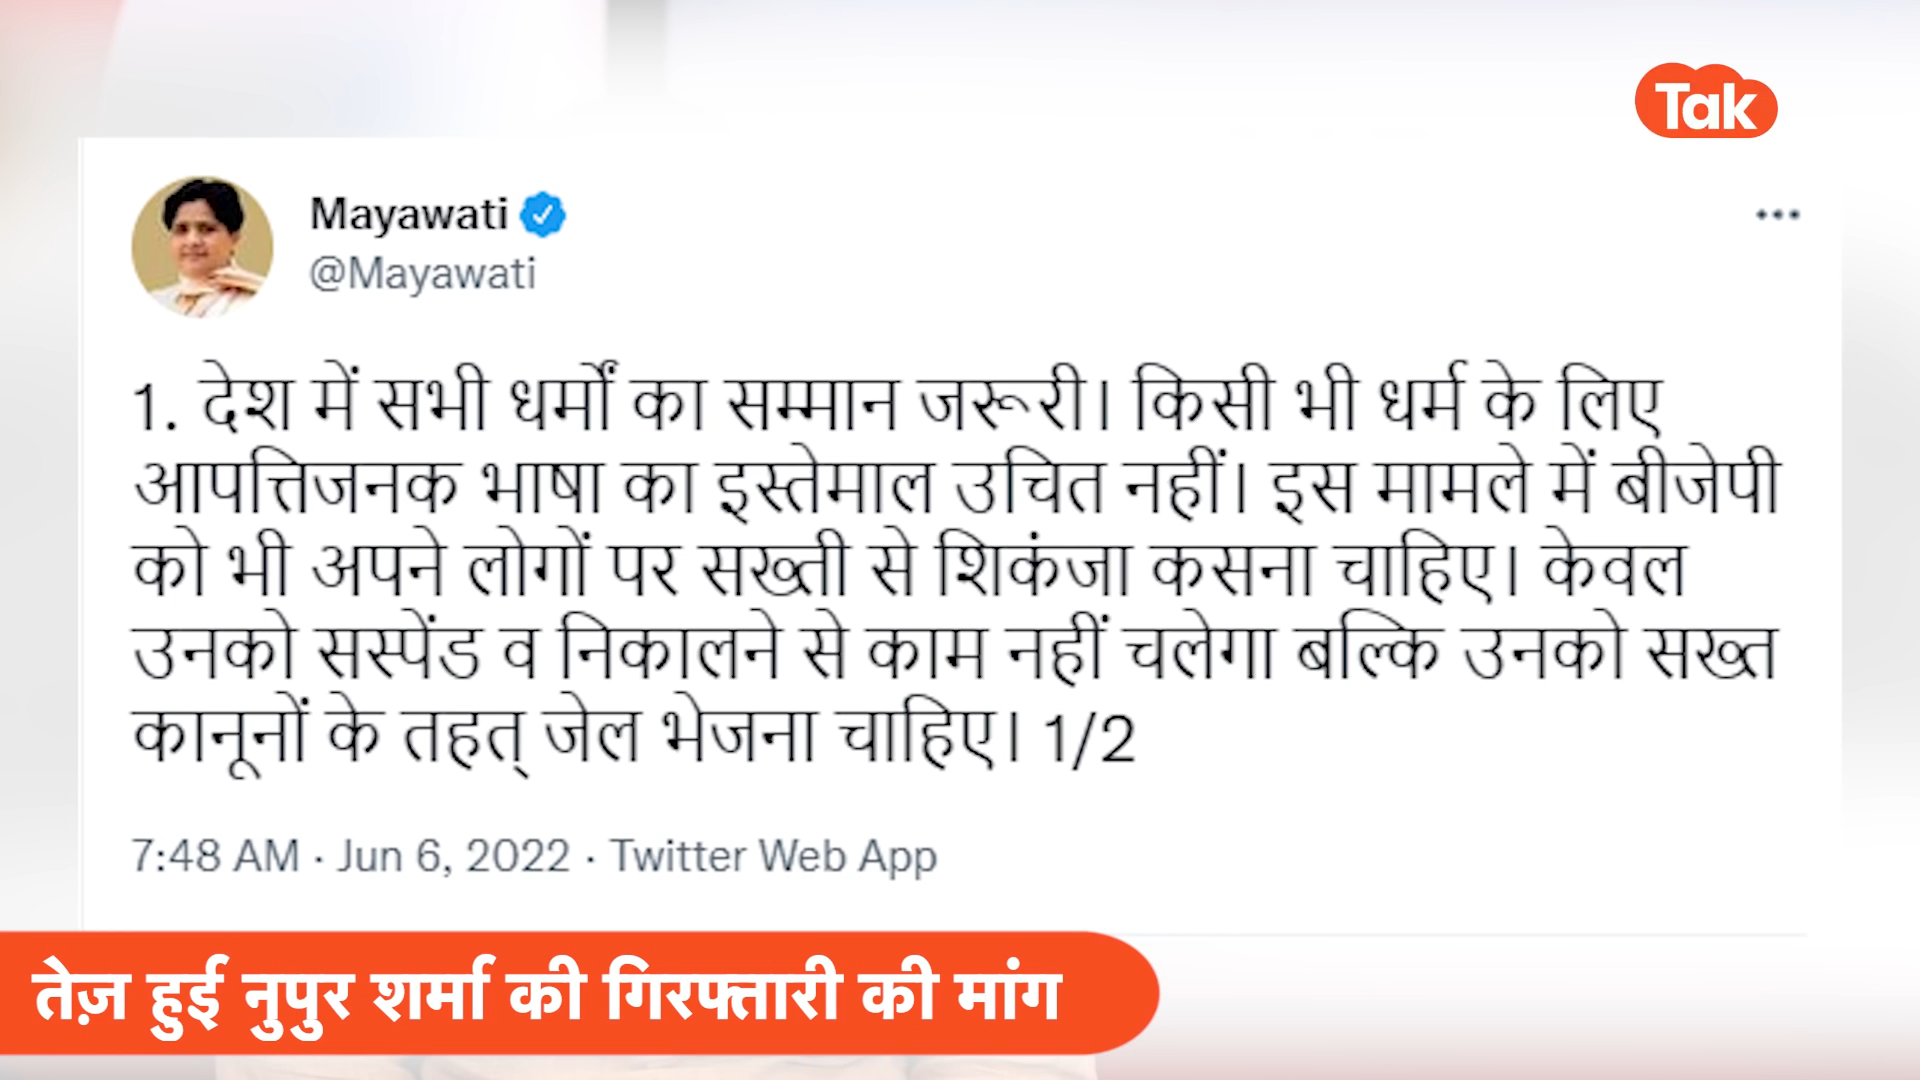 Tak
Mayawati
@Mayawati
1. देश में सभी धर्मों का सम्मान जरूरी। किसी भी धर्म के लिए
आपत्तिजनक भाषा का इस्तेमाल उचित नहीं। इस मामले में बीजेपी
को भी अपने लोगों पर सख्ती से शिकंजा कसना चाहिए। केवल
उनको सस्पेंड व निकालने से काम नहीं चलेगा बल्कि उनको सख्त
कानूनों के तहत् जेल भेजना चाहिए। 1/2
7:48 AM · Jun 6, 2022 · Twitter Web App
तेज़ हुई नुपुर शर्मा की गिरफ्तारी की मांग